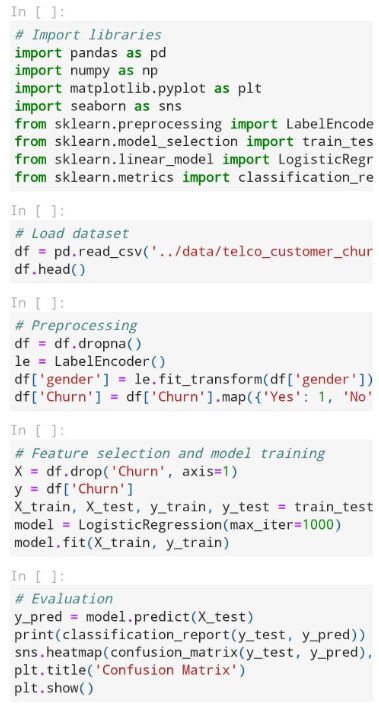 In [ ]:
# Import libraries
import pandas as pd
import numpy as np
import matplotlib.pyplot as plt
import seaborn as sns
from sklearn.preprocessing import LabelEncode
from sklearn.model_selection import train_tes
from sklearn.linear_model import LogisticRegr
from sklearn.metrics import classification_re
In [ ]:
# Load dataset
df = pd.read_csv('../data/telco_customer_chur
df.head()
In [ ]:
# Preprocessing
df = df.dropna()
le = LabelEncoder()
df['gender'] = le.fit_transform(df['gender'])
df['Churn'] = df['Churn'].map({'Yes': 1, 'No'
In [ ]:
# Feature selection and model training
X = df.drop('Churn', axis=1)
y = df['Churn']
X_train, X_test, y_train, y_test = train_test
model = LogisticRegression(max_iter=1000)
model.fit(X_train, y_train)
In [ ]:
# Evaluation
y_pred = model.predict(X_test)
print(classification_report(y_test, y_pred))
sns.heatmap(confusion_matrix(y_test, y_pred),
plt.title('Confusion Matrix')
plt.show()